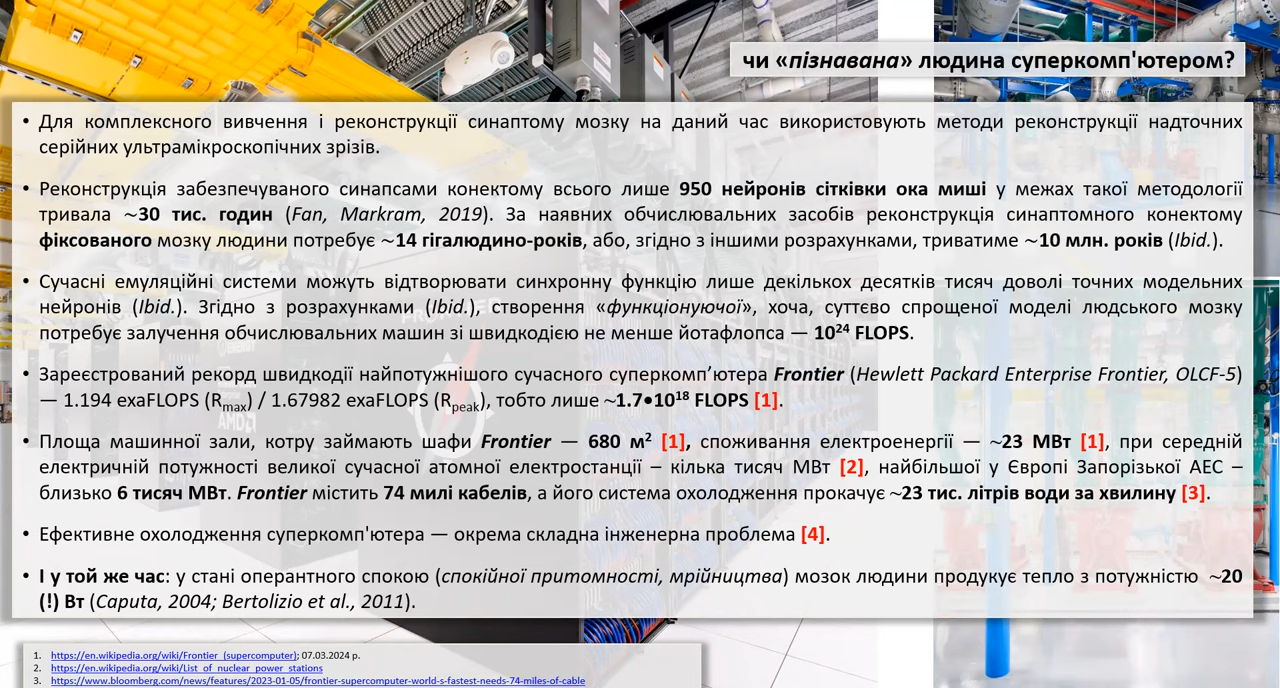 чи «пізнавана» людина суперкомп'ютером?
• Для комплексного вивчення і реконструкції синаптому мозку на даний час використовують методи реконструкції надточних
серійних ультрамікроскопічних зрізів.
• Реконструкція забезпечуваного синапсами конектому всього лише 950 нейронів сітківки ока миші у межах такої методології
тривала ~30 тис. годин (Fan, Markram, 2019). За наявних обчислювальних засобів реконструкція синаптомного конектому
фіксованого мозку людини потребує ~14 гігалюдино-років, або, згідно з іншими розрахунками, триватиме ~10 млн. років (Ibid.).
• Сучасні емуляційні системи можуть відтворювати синхронну функцію лише декількох десятків тисяч доволі точних модельних
нейронів (Ibid.). Згідно з розрахунками (Ibid.), створення «функціонуючої», хоча, суттєво спрощеної моделі людського мозку
потребує залучення обчислювальних машин зі швидкодією не менше йотафлопса — 10²⁴ FLOPS.
• Зареєстрований рекорд швидкодії найпотужнішого сучасного суперкомп’ютера Frontier (Hewlett Packard Enterprise Frontier, OLCF-5)
— 1.194 exaFLOPS (Rmax) / 1.67982 exaFLOPS (Rpeak), тобто лише ~1.7•10¹⁸ FLOPS [1].
• Площа машинної зали, котру займають шафи Frontier — 680 м² [1], споживання електроенергії — ~23 МВт [1], при середній
електричній потужності великої сучасної атомної електростанції – кілька тисяч МВт [2], найбільшої у Європі Запорізької АЕС –
близько 6 тисяч МВт. Frontier містить 74 милі кабелів, а його система охолодження прокачує ~23 тис. літрів води за хвилину [3].
• Ефективне охолодження суперкомп'ютера — окрема складна інженерна проблема [4].
• І у той же час: у стані оперантного спокою (спокійної притомності, мрійництва) мозок людини продукує тепло з потужністю ~20
(!) Вт (Caputa, 2004; Bertolizio et al., 2011).
1. https://en.wikipedia.org/wiki/Frontier_(supercomputer); 07.03.2024 р.
2. https://en.wikipedia.org/wiki/List_of_nuclear_power_stations
3. https://www.bloomberg.com/news/features/2023-01-05/frontier-supercomputer-world-s-fastest-needs-74-miles-of-cable